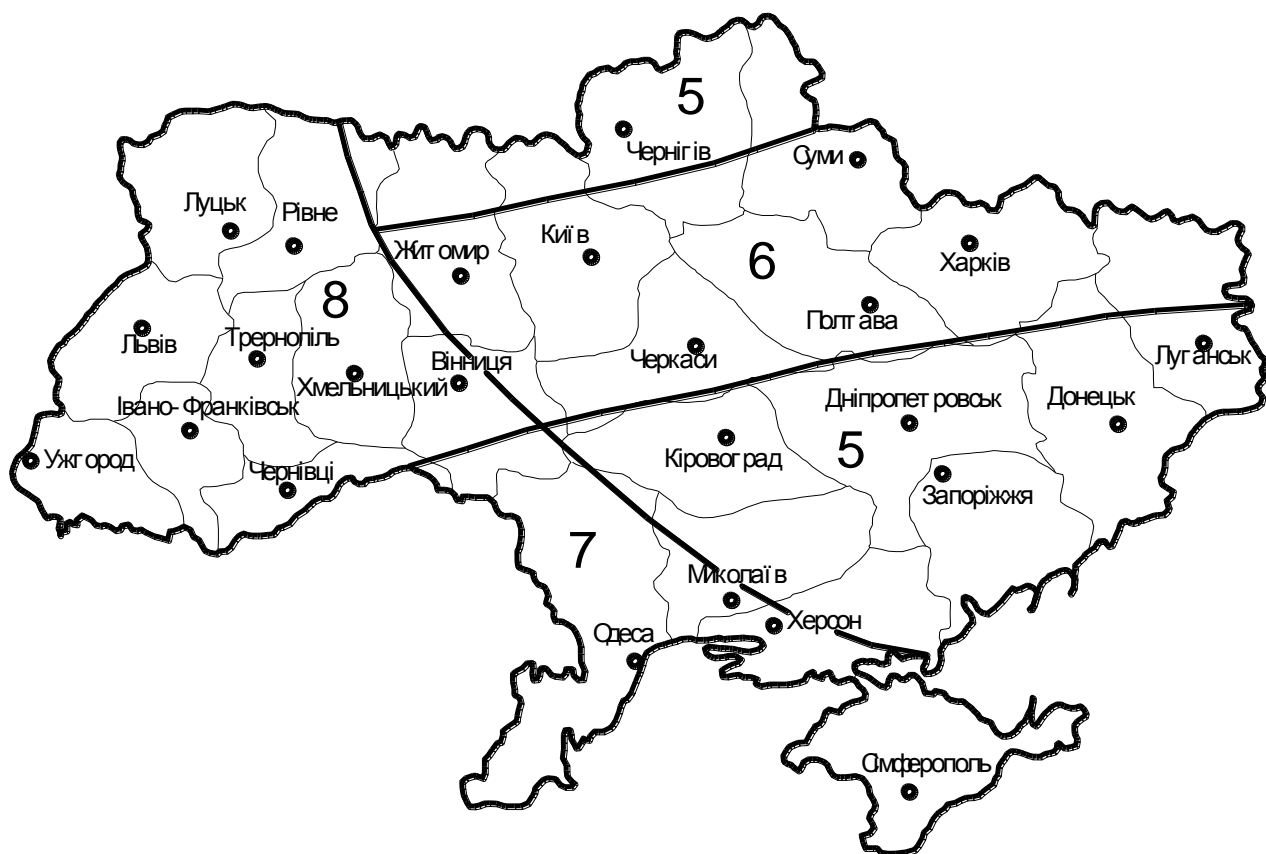 5
Чернігів
Суми
Луцьк
Рівне
Київ
Житомир
Харків
6
8
Полтава
Львів
Трернопіль
Черкаси
Луганськ
Вінниця
Хмельницький
Івано-Франківськ
Дніпропетровськ
Донецьк
Ужгород
Чернівці
Кіровоград
5
Запоріжжя
7
Миколаїв
Херсон
Одеса
Сімферополь